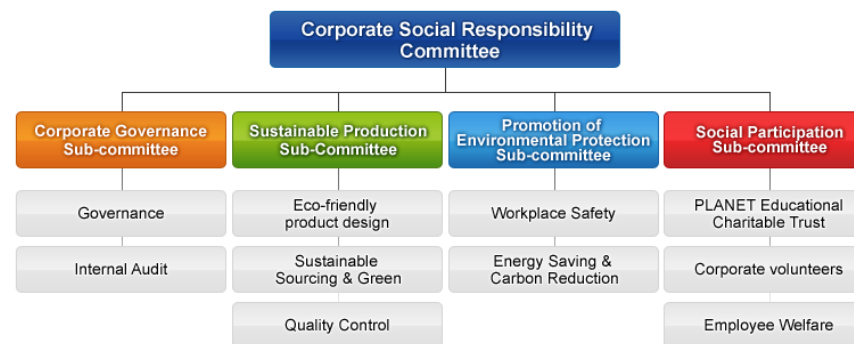 Corporate Social Responsibility
Committee
Corporate Governance
Sub-committee
Governance
Internal Audit
Sustainable Production
Sub-Committee
Eco-friendly
product design
Sustainable
Sourcing & Green
Quality Control
Promotion of
Environmental Protection
Sub-committee
Workplace Safety
Energy Saving &
Carbon Reduction
Social Participation
Sub-committee
PLANET Educational
Charitable Trust
Corporate volunteers
Employee Welfare